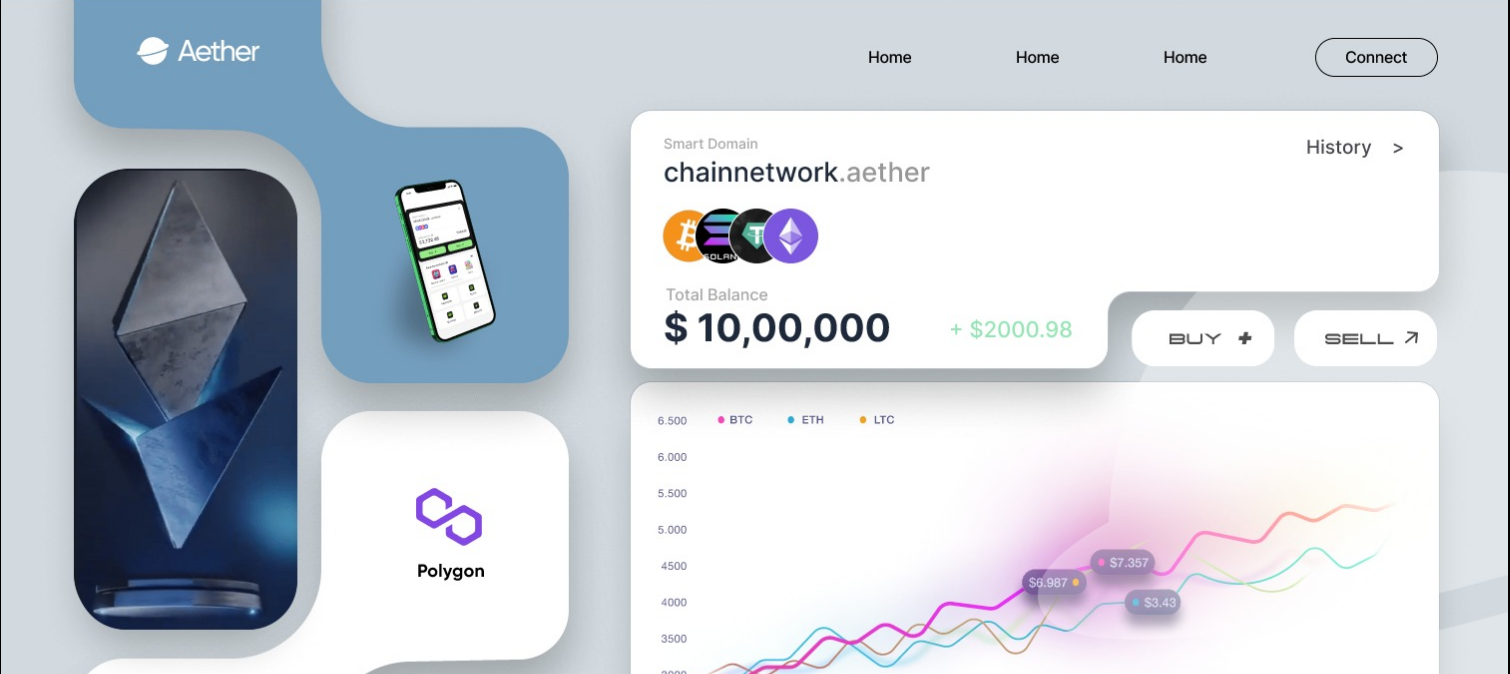 Aether
Home
Home
Home
Connect
Smart Domain
History >
chainnetwork.aether
SOLAN
Total Balance
$ 10,00,000
+ $2000.98
BUY +
SELL
6.500
BTC
ETH
LTC
6.000
5.500
5.000
4500
4000
3500
$6.987
$7.357
$3.43
Polygon